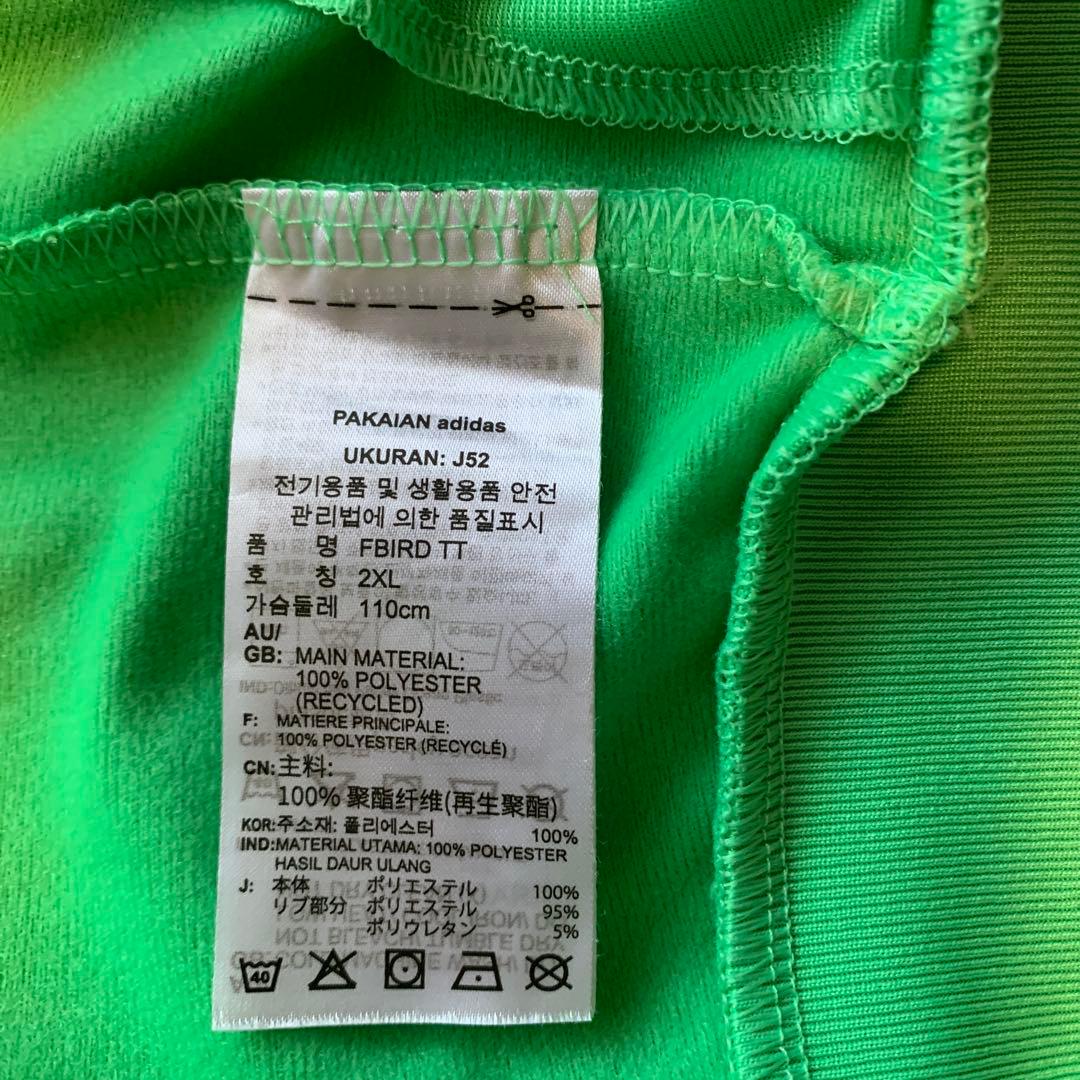 PAKAIAN adidas
UKURAN: J52
전기용품 및 생활용품 안전
관리법에 의한 품질표시
품 명 FBIRD TT
호 칭 2XL
가슴둘레 110cm
AU/
GB: MAIN MATERIAL:
100% POLYESTER
(RECYCLED)
F: MATIERE PRINCIPALE:
100% POLYESTER (RECYCLÉ)
CN: 主料:
100% 聚酯纤维(再生聚酯)
KOR: 주소재: 폴리에스터 100%
IND: MATERIAL UTAMA: 100% POLYESTER
HASIL DAUR ULANG
J: 本体 ポリエステル 100%
リブ部分 ポリエステル 95%
ポリウレタン 5%
40